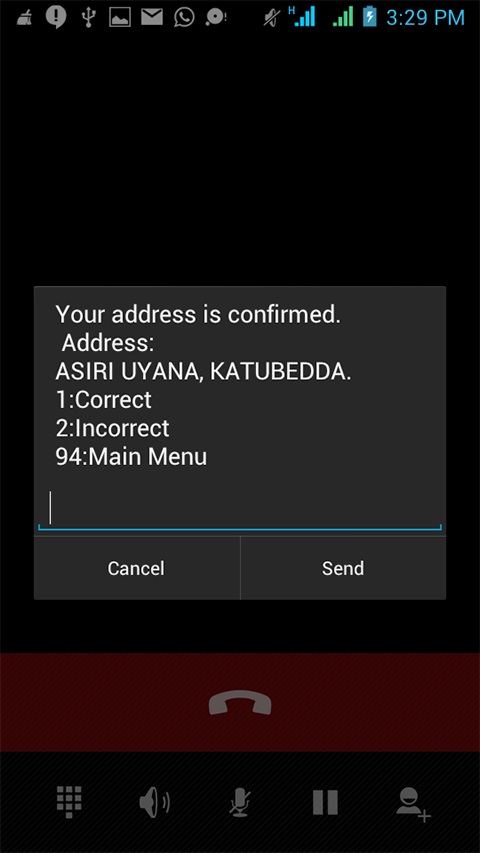 H
3:29 PM
Your address is confirmed.
Address:
ASIRI UYANA, KATUBEDDA.
1:Correct
2:Incorrect
94:Main Menu
Cancel
Send